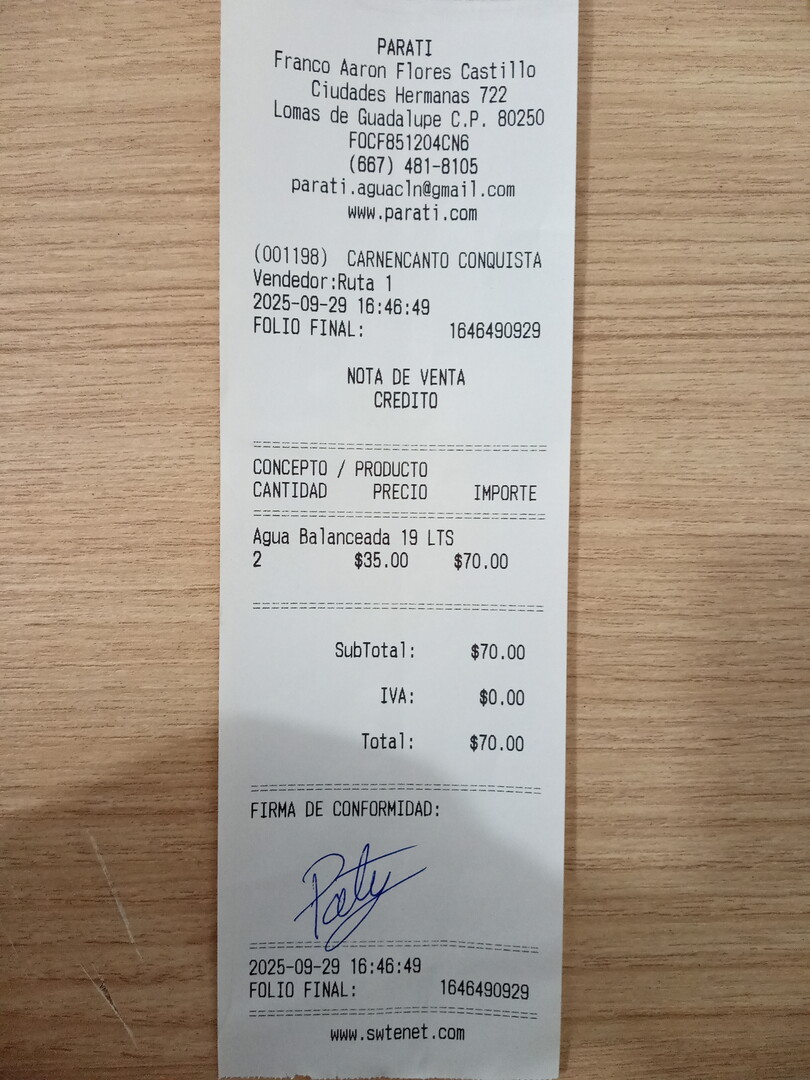 PARATI
Franco Aaron Flores Castillo
Ciudades Hermanas 722
Lomas de Guadalupe C.P. 80250
FOCF851204CN6
(667) 481-8105
parati.aguacln@gmail.com
www.parati.com
(001198) CARNENCANTO CONQUISTA
Vendedor:Ruta 1
2025-09-29 16:46:49
FOLIO FINAL: 1646490929
NOTA DE VENTA
CREDITO
CONCEPTO / PRODUCTO
CANTIDAD PRECIO IMPORTE
Agua Balanceada 19 LTS
2 $35.00 $70.00
SubTotal: $70.00
IVA: $0.00
Total: $70.00
FIRMA DE CONFORMIDAD:
Paty
2025-09-29 16:46:49
FOLIO FINAL: 1646490929
www.swtenet.com